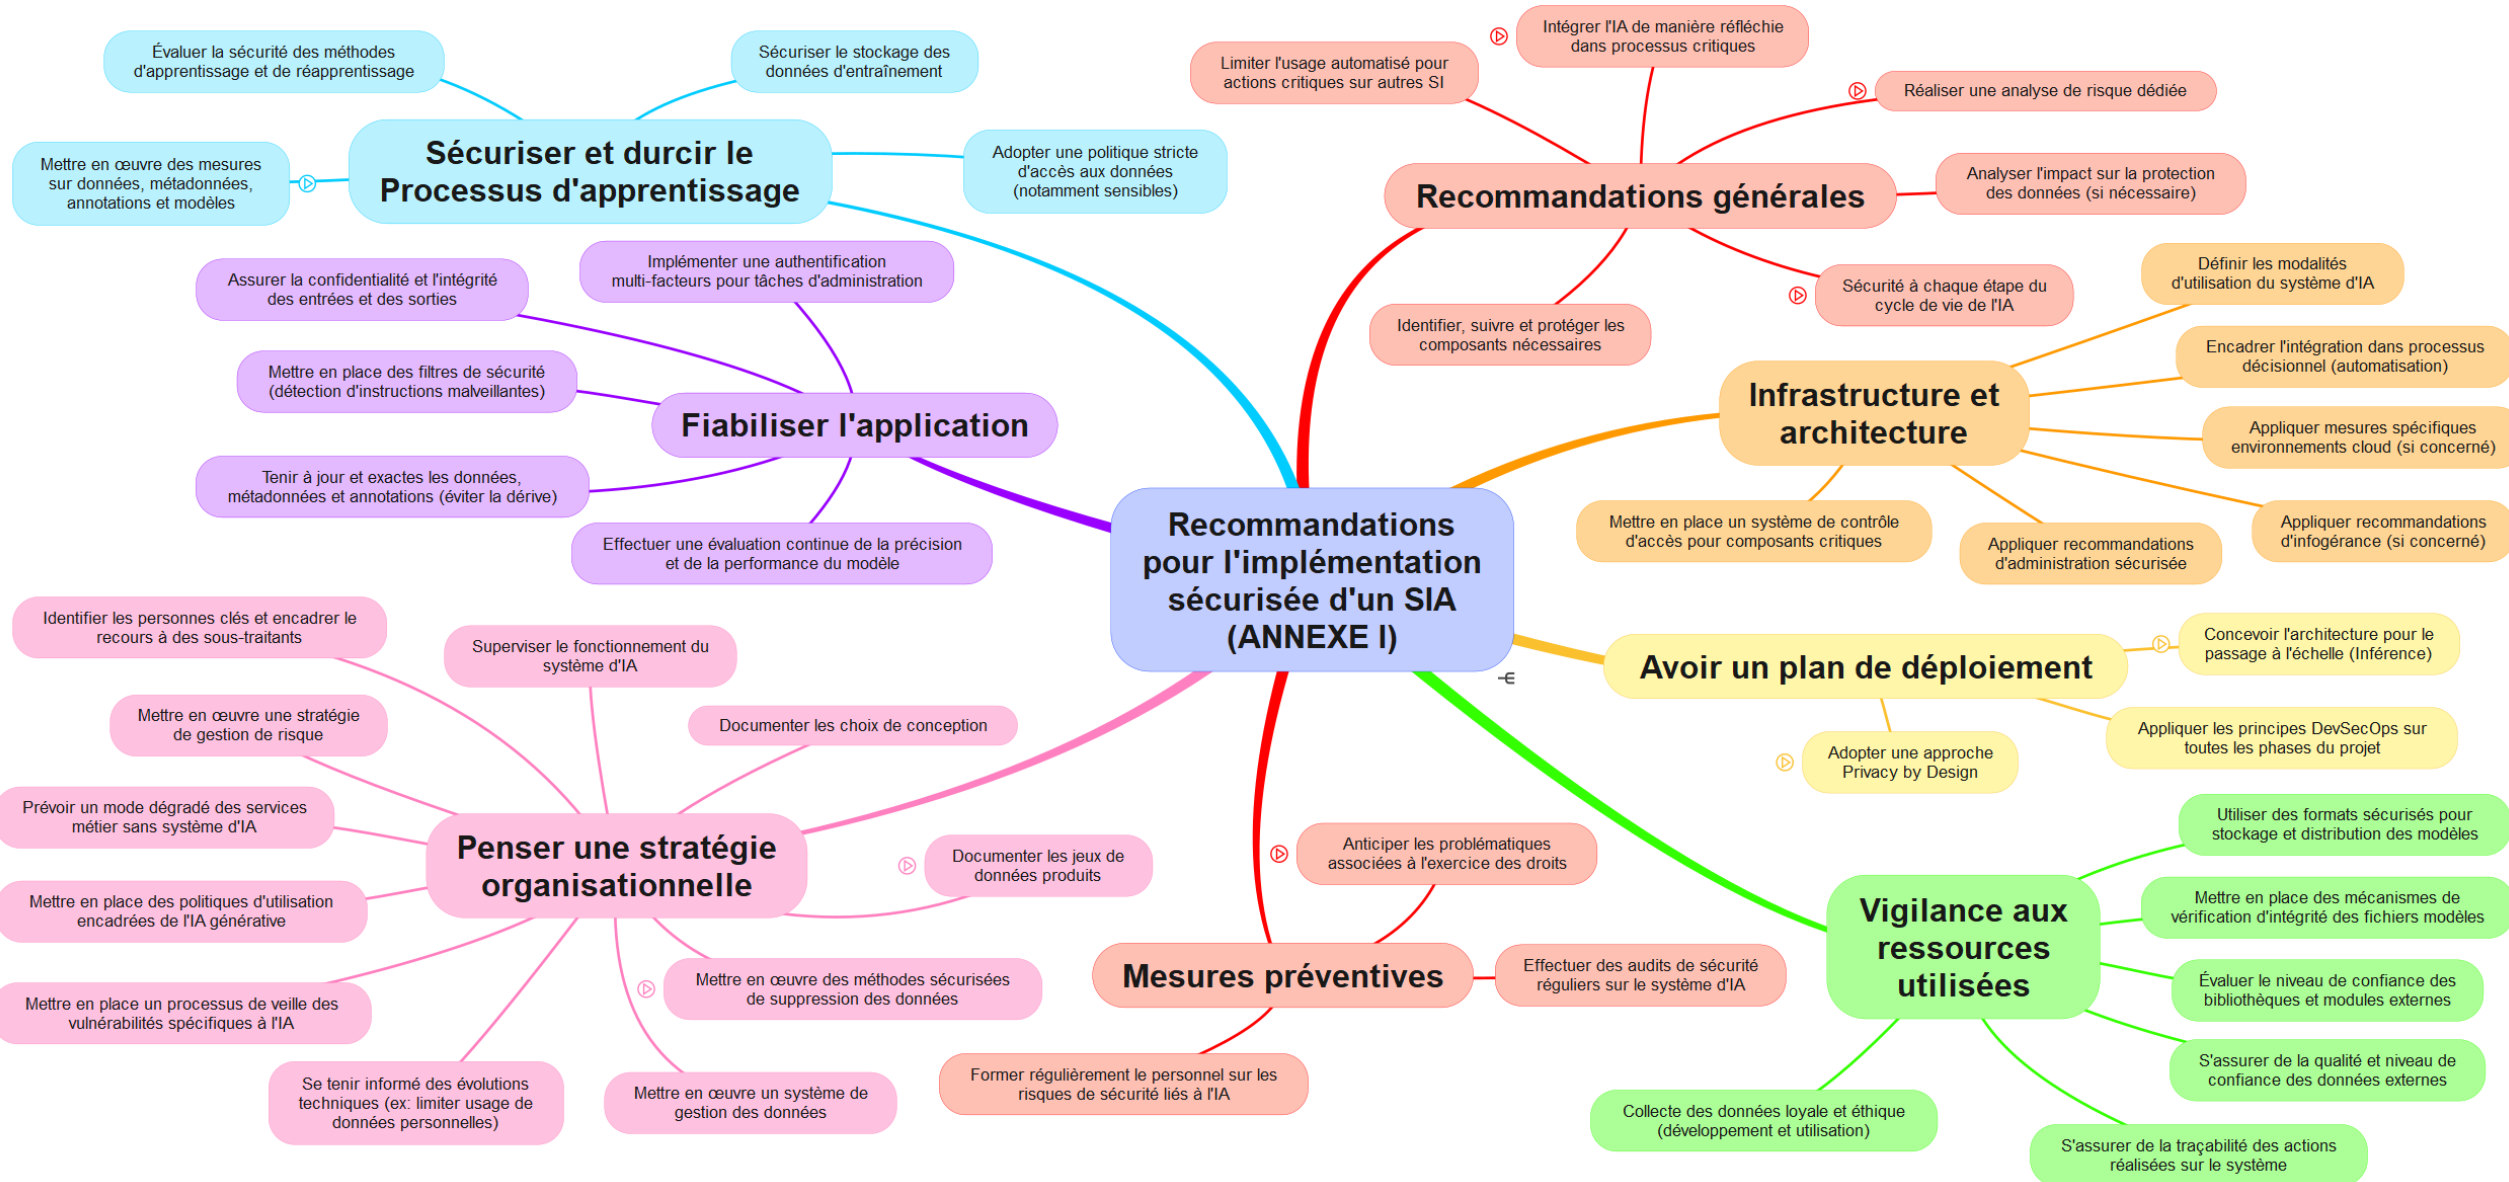 Évaluer la sécurité des méthodes
d'apprentissage et de réapprentissage
Sécuriser le stockage des
données d'entraînement
Mettre en œuvre des mesures
sur données, métadonnées,
annotations et modèles
Sécuriser et durcir le
Processus d'apprentissage
Adopter une politique stricte
d'accès aux données
(notamment sensibles)
Limiter l'usage automatisé pour
actions critiques sur autres SI
Intégrer l'IA de manière réfléchie
dans processus critiques
Réaliser une analyse de risque dédiée
Recommandations générales
Analyser l'impact sur la protection
des données (si nécessaire)
Sécurité à chaque étape du
cycle de vie de l'IA
Identifier, suivre et protéger les
composants nécessaires
Assurer la confidentialité et l'intégrité
des entrées et des sorties
Implémenter une authentification
multi-facteurs pour tâches d'administration
Mettre en place des filtres de sécurité
(détection d'instructions malveillantes)
Fiabiliser l'application
Tenir à jour et exactes les données,
métadonnées et annotations (éviter la dérive)
Effectuer une évaluation continue de la précision
et de la performance du modèle
Définir les modalités
d'utilisation du système d'IA
Encadrer l'intégration dans processus
décisionnel (automatisation)
Infrastructure et
architecture
Appliquer mesures spécifiques
environnements cloud (si concerné)
Appliquer recommandations
d'infogérance (si concerné)
Mettre en place un système de contrôle
d'accès pour composants critiques
Appliquer recommandations
d'administration sécurisée
Recommandations
pour l'implémentation
sécurisée d'un SIA
(ANNEXE I)
Avoir un plan de déploiement
Concevoir l'architecture pour le
passage à l'échelle (Inférence)
Appliquer les principes DevSecOps sur
toutes les phases du projet
Adopter une approche
Privacy by Design
Identifier les personnes clés et encadrer le
recours à des sous-traitants
Superviser le fonctionnement du
système d'IA
Mettre en œuvre une stratégie
de gestion de risque
Documenter les choix de conception
Prévoir un mode dégradé des services
métier sans système d'IA
Penser une stratégie
organisationnelle
Documenter les jeux de
données produits
Mettre en place des politiques d'utilisation
encadrées de l'IA générative
Mettre en œuvre des méthodes sécurisées
de suppression des données
Mettre en place un processus de veille des
vulnérabilités spécifiques à l'IA
Se tenir informé des évolutions
techniques (ex: limiter usage de
données personnelles)
Mettre en œuvre un système de
gestion des données
Anticiper les problématiques
associées à l'exercice des droits
Mesures préventives
Effectuer des audits de sécurité
réguliers sur le système d'IA
Former régulièrement le personnel sur les
risques de sécurité liés à l'IA
Utiliser des formats sécurisés pour
stockage et distribution des modèles
Mettre en place des mécanismes de
vérification d'intégrité des fichiers modèles
Vigilance aux
ressources
utilisées
Évaluer le niveau de confiance des
bibliothèques et modules externes
S'assurer de la qualité et niveau de
confiance des données externes
Collecte des données loyale et éthique
(développement et utilisation)
S'assurer de la traçabilité des actions
réalisées sur le système